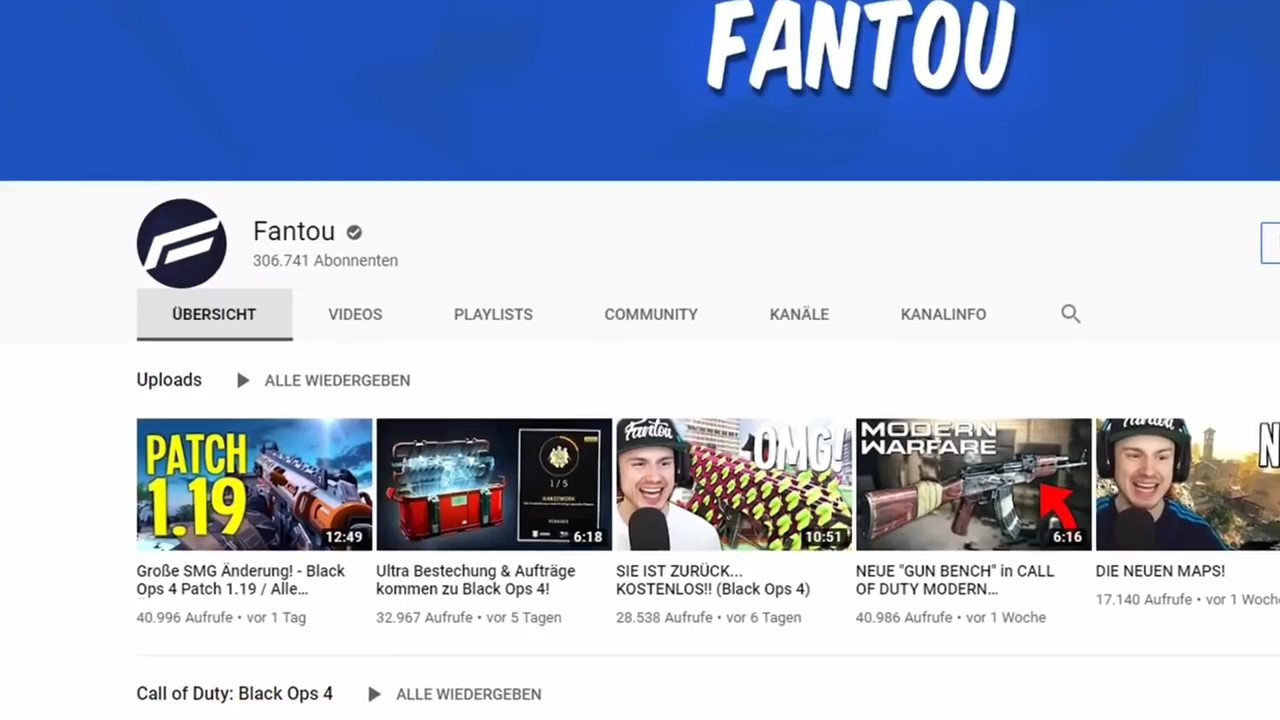 FANTOU
Fantou
306.741 Abonnenten
ÜBERSICHT VIDEOS PLAYLISTS COMMUNITY KANÄLE KANALINFO
Uploads ALLE WIEDERGEBEN
PATCH
1.19
12:49
1/5
6:18
Fantou
OMG!
10:51
MODERN
WARFARE
6:16
Fantou
N
Große SMG Änderung! - Black
Ops 4 Patch 1.19 / Alle...
40.996 Aufrufe • vor 1 Tag
Ultra Bestechung & Aufträge
kommen zu Black Ops 4!
32.967 Aufrufe • vor 5 Tagen
SIE IST ZURÜCK...
KOSTENLOS!! (Black Ops 4)
28.538 Aufrufe • vor 6 Tagen
NEUE "GUN BENCH" in CALL
OF DUTY MODERN...
40.986 Aufrufe • vor 1 Woche
DIE NEUEN MAPS!
17.140 Aufrufe • vor 1 Woche
Call of Duty: Black Ops 4 ALLE WIEDERGEBEN